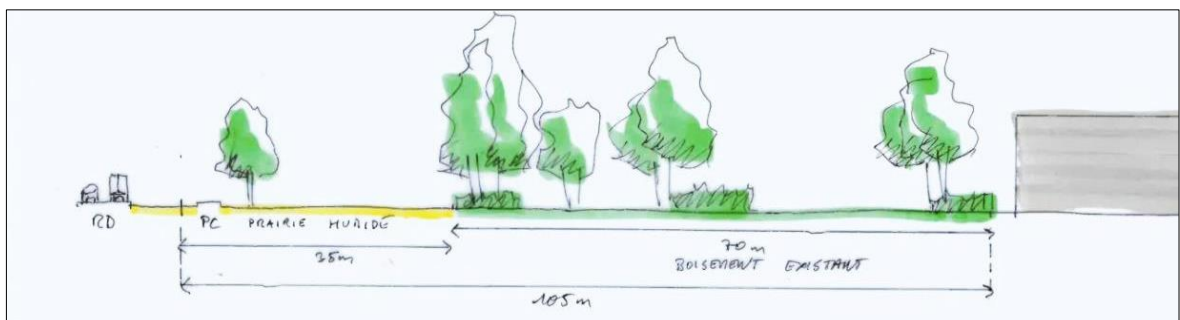 RD PC PRAIRIE HUMIDE
35m
70m
BOISEMENT EXISTANT
105m